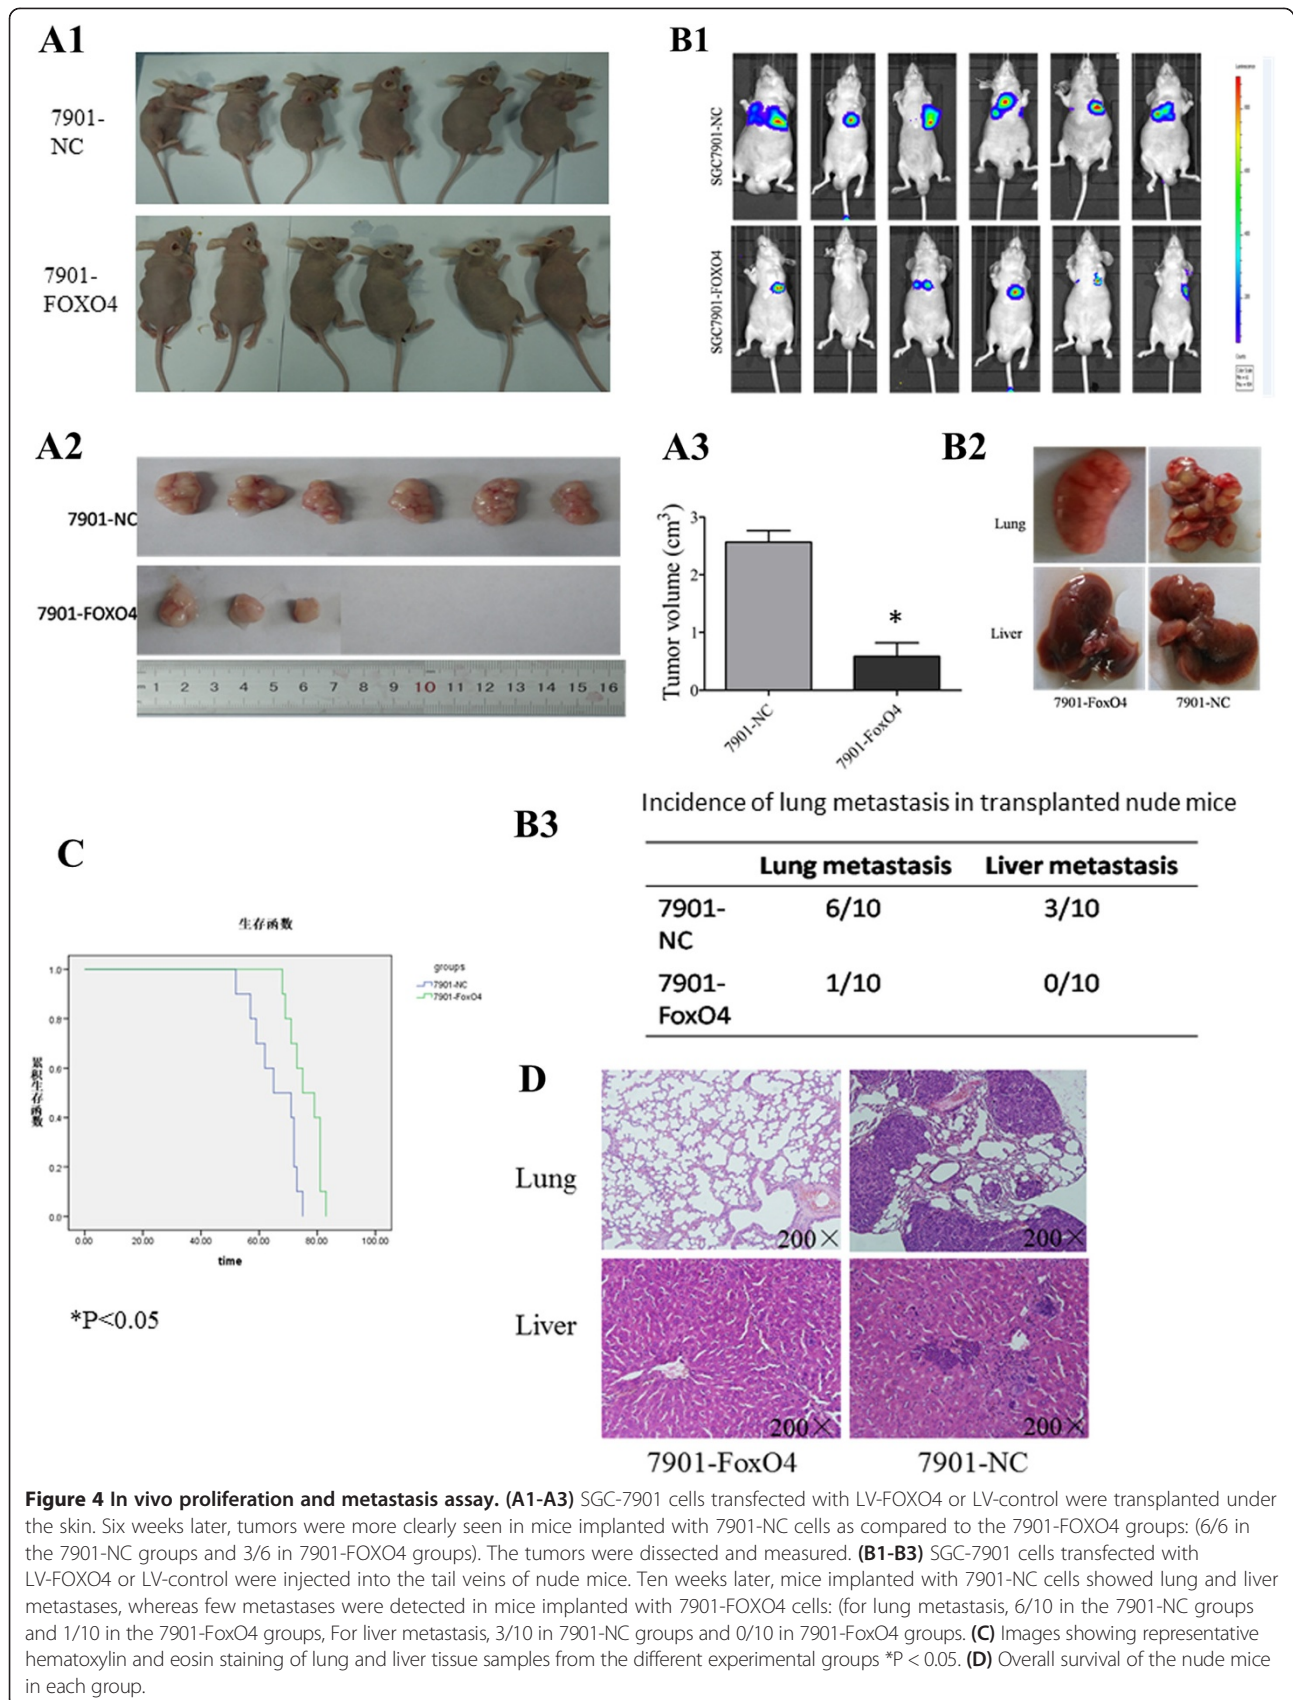 A1
7901-
NC
7901-
FOXO4
B1
SGC7901-NC
SGC7901-FOXO4
Luminescence
Counts
Color Scale
A2
7901-NC
7901-FOXO4
1 2 3 4 5 6 7 8 9 10 11 12 13 14 15 16
A3
Tumor volume (cm³)
3
2
1
0
*
7901-NC
7901-FoxO4
B2
Lung
Liver
7901-FoxO4 7901-NC
B3
Incidence of lung metastasis in transplanted nude mice
Lung metastasis Liver metastasis
7901-
NC 6/10 3/10
7901-
FoxO4 1/10 0/10
C
生存函数
累积生存函数
1.0
0.8
0.6
0.4
0.2
0.0
0.00 20.00 40.00 60.00 80.00 100.00
time
groups
7901-NC
7901-FoxO4
*P<0.05
D
Lung
200×
200×
Liver
200×
200×
7901-FoxO4 7901-NC
Figure 4 In vivo proliferation and metastasis assay. (A1-A3) SGC-7901 cells transfected with LV-FOXO4 or LV-control were transplanted under
the skin. Six weeks later, tumors were more clearly seen in mice implanted with 7901-NC cells as compared to the 7901-FOXO4 groups: (6/6 in
the 7901-NC groups and 3/6 in 7901-FOXO4 groups). The tumors were dissected and measured. (B1-B3) SGC-7901 cells transfected with
LV-FOXO4 or LV-control were injected into the tail veins of nude mice. Ten weeks later, mice implanted with 7901-NC cells showed lung and liver
metastases, whereas few metastases were detected in mice implanted with 7901-FOXO4 cells: (for lung metastasis, 6/10 in the 7901-NC groups
and 1/10 in the 7901-FoxO4 groups, For liver metastasis, 3/10 in 7901-NC groups and 0/10 in 7901-FoxO4 groups. (C) Images showing representative
hematoxylin and eosin staining of lung and liver tissue samples from the different experimental groups *P < 0.05. (D) Overall survival of the nude mice
in each group.